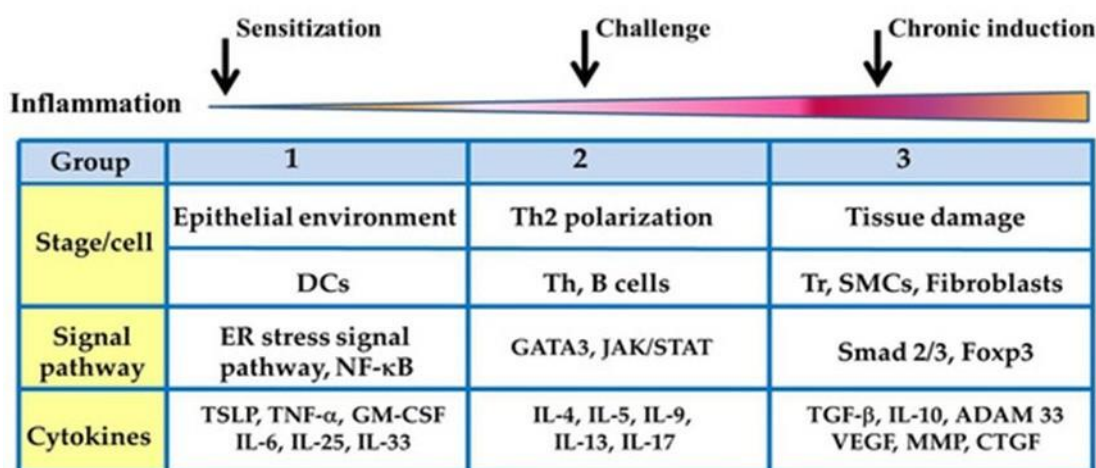 Sensitization
Challenge
Chronic induction
Inflammation
Group
1
2
3
Stage/cell
Epithelial environment
Th2 polarization
Tissue damage
DCs
Th, B cells
Tr, SMCs, Fibroblasts
Signal
pathway
ER stress signal
pathway, NF-κB
GATA3, JAK/STAT
Smad 2/3, Foxp3
Cytokines
TSLP, TNF-α, GM-CSF
IL-6, IL-25, IL-33
IL-4, IL-5, IL-9,
IL-13, IL-17
TGF-β, IL-10, ADAM 33
VEGF, MMP, CTGF